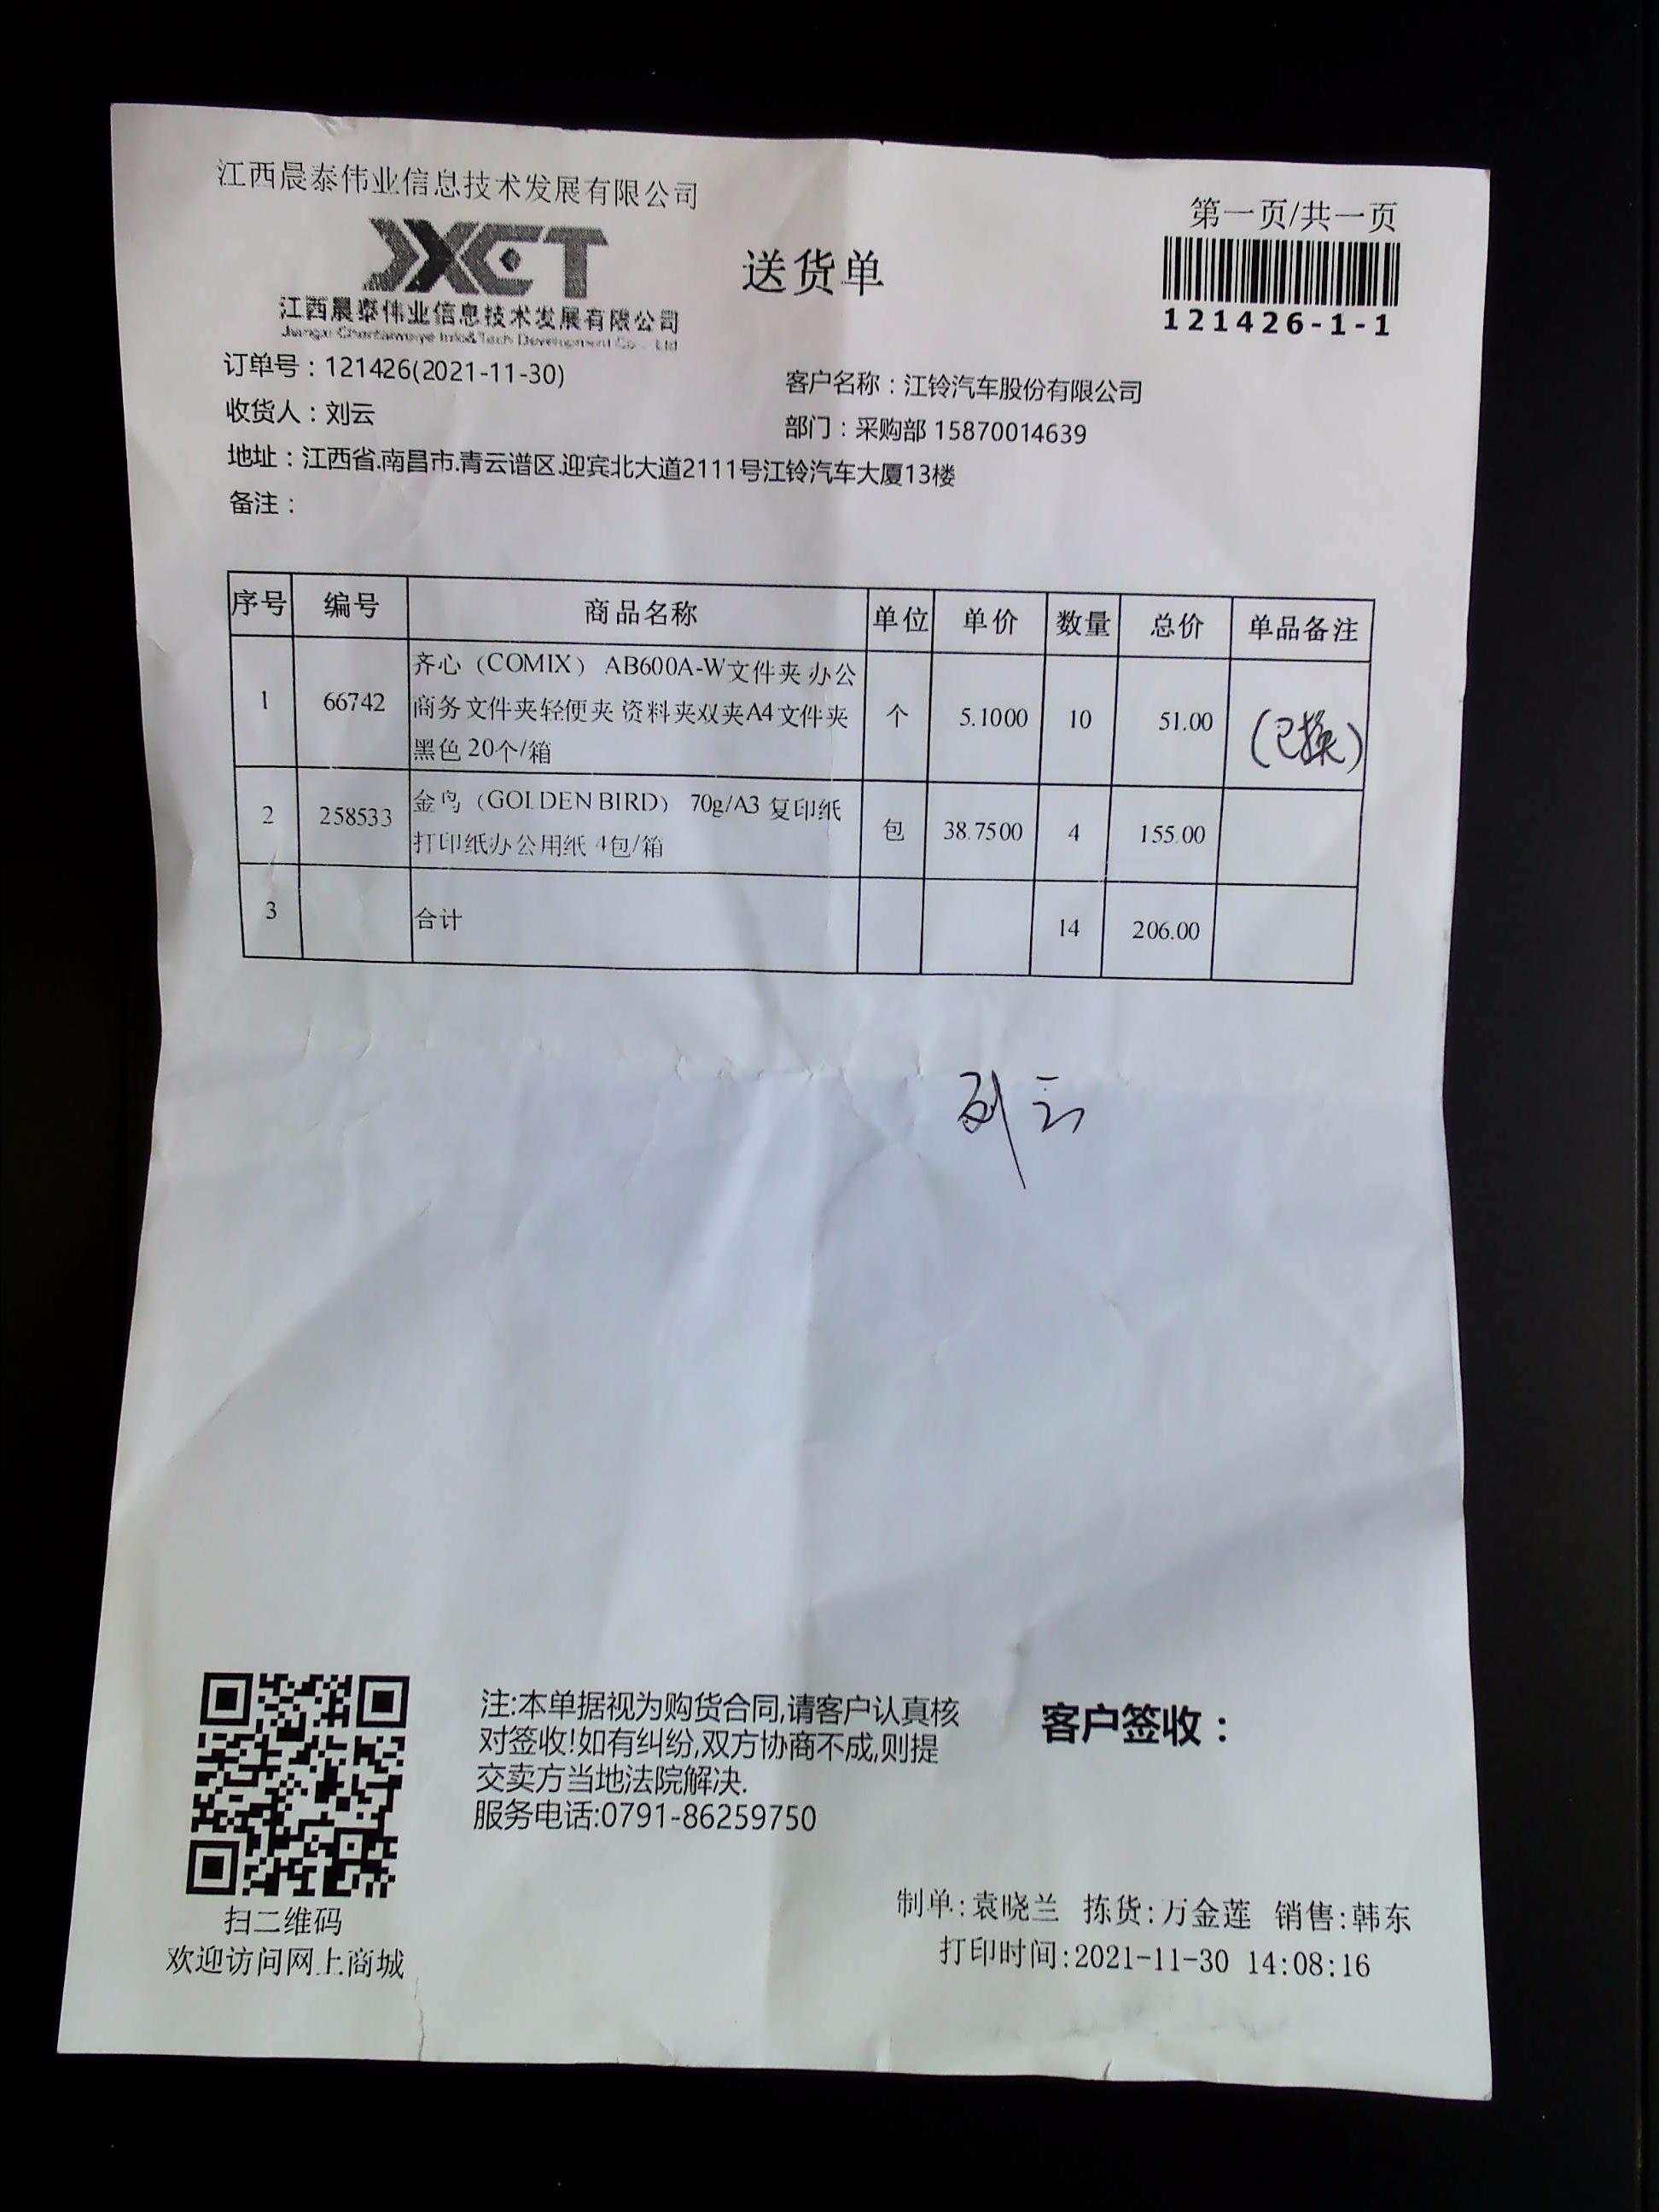 江西晨泰伟业信息技术发展有限公司
第一页/共一页
JXCT
送货单
江西晨泰伟业信息技术发展有限公司
121426-1-1
订单号：121426(2021-11-30)
客户名称：江铃汽车股份有限公司
收货人：刘云
部门：采购部 15870014639
地址：江西省.南昌市.青云谱区.迎宾北大道2111号江铃汽车大厦13楼
备注：
序号 编号 商品名称 单位 单价 数量 总价 单品备注
齐心（COMIX） AB600A-W文件夹 办公
1 66742 商务文件夹轻便夹 资料夹双夹A4文件夹 个 5.1000 10 51.00 (已换)
黑色 20个/箱
金鸟（GOLDEN BIRD） 70g/A3 复印纸
2 258533 打印纸办公用纸 4包/箱 包 38.7500 4 155.00
3 合计 14 206.00
刘云
注:本单据视为购货合同,请客户认真核
对签收!如有纠纷,双方协商不成,则提
交卖方当地法院解决.
服务电话:0791-86259750
客户签收：
扫二维码
欢迎访问网上商城
制单:袁晓兰 拣货:万金莲 销售:韩东
打印时间:2021-11-30 14:08:16